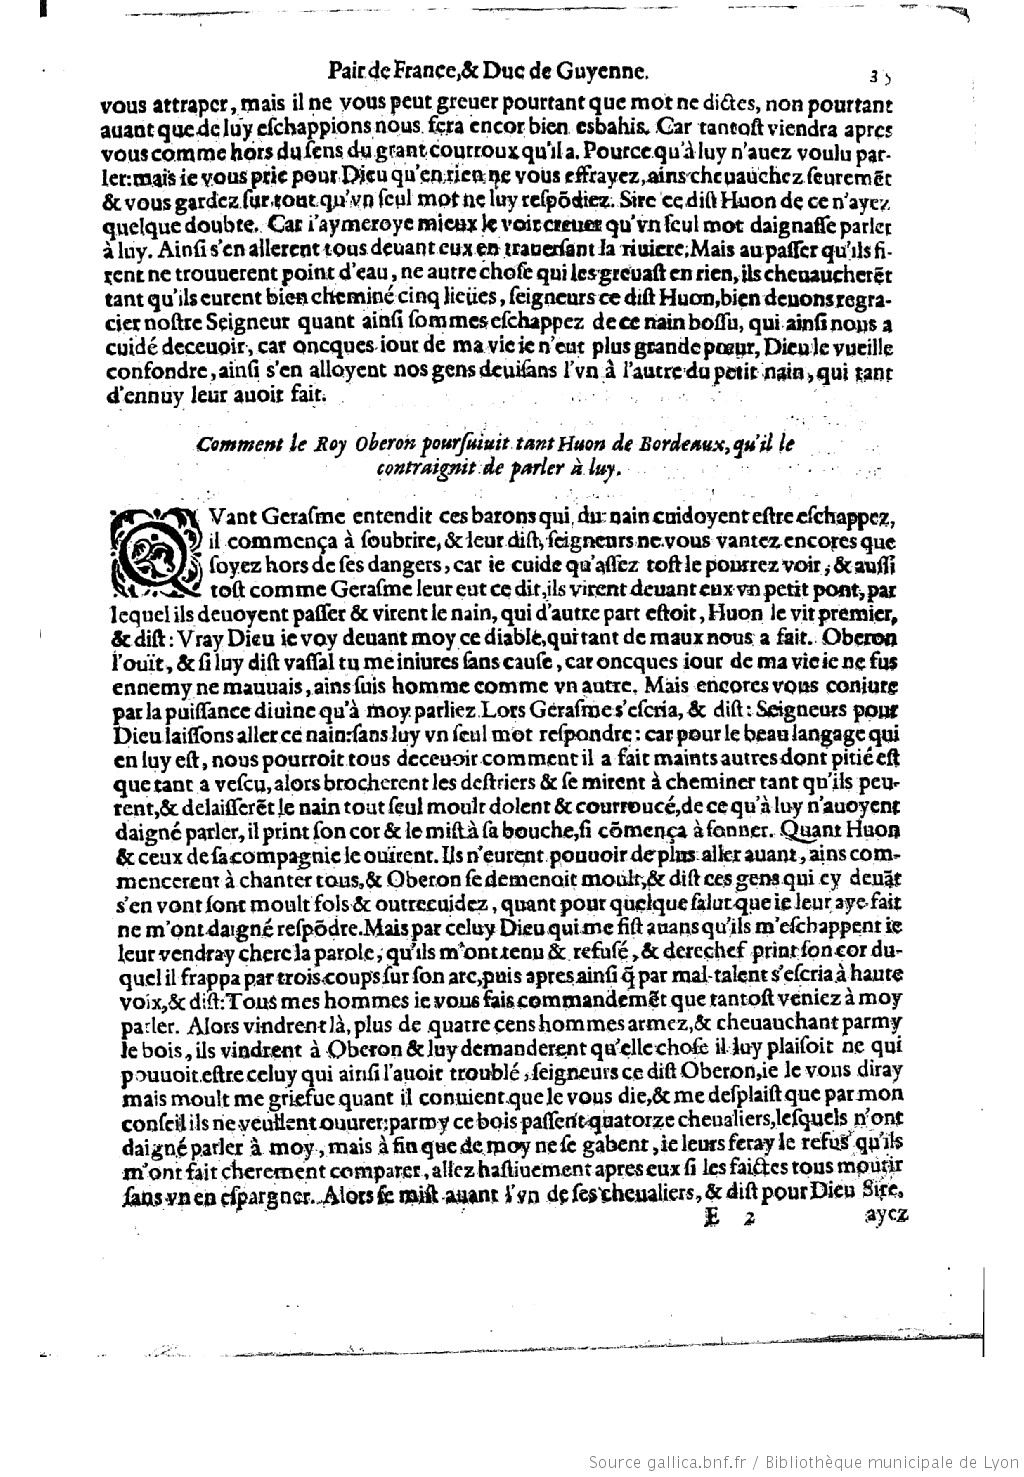 Pair de France, & Duc de Guyenne. 35
vous attraper, mais il ne vous peut greuer pourtant que mot ne dictes, non pourtant
auant que de luy eſchappions nous fera encor bien esbahis. Car tantoſt viendra apres
vous comme hors du ſens du grant courroux qu'il a. Pource qu'à luy n'auez voulu par-
ler: mais ie vous prie pour Dieu qu'en rien ne vous effrayez, ains cheuauchez ſeuremẽt
& vous gardez ſur tout qu'vn ſeul mot ne luy reſpõdiez. Sire ce diſt Huon de ce n'ayez
quelque doubte. Car i'aymeroye mieux le voir creuer qu'vn ſeul mot daignaſſe parler
à luy. Ainſi s'en allerent tous deuant eux en trauerſant la riuiere: Mais au paſſer qu'ils fi-
rent ne trouuerent point d'eau, ne autre choſe qui les greuaſt en rien, ils cheuaucherẽt
tant qu'ils eurent bien cheminé cinq lieües, ſeigneurs ce diſt Huon, bien deuons regra-
cier noſtre Seigneur quant ainſi ſommes eſchappez de ce nain boſſu, qui ainſi nous a
cuidé deceuoir, car oncques iour de ma vie ie n'eut plus grande pœur, Dieu le vueille
confondre, ainſi s'en alloyent nos gens deuiſans l'vn à l'autre du petit nain, qui tant
d'ennuy leur auoit fait.
Comment le Roy Oberon pourſuiuit tant Huon de Bordeaux, qu'il le
contraignit de parler à luy.
QVant Geraſme entendit ces barons qui du nain cuidoyent eſtre eſchappez,
il commença à ſoubrire, & leur diſt, ſeigneurs ne vous vantez encores que
ſoyez hors de ſes dangers, car ie cuide qu'aſſez toſt le pourrez voir, & auſſi
toſt comme Geraſme leur eut ce dit, ils virent deuant eux vn petit pont, par
lequel ils deuoyent paſſer & virent le nain, qui d'autre part eſtoit, Huon le vit premier,
& diſt: Vray Dieu ie voy deuant moy ce diable, qui tant de maux nous a fait. Oberon
l'ouït, & ſi luy diſt vaſſal tu me iniures ſans cauſe, car oncques iour de ma vie ie ne fus
ennemy ne mauuais, ains ſuis homme comme vn autre. Mais encores vous coniure
par la puiſſance diuine qu'à moy parliez. Lors Geraſme s'eſcria, & diſt: Seigneurs pour
Dieu laiſſons aller ce nain: ſans luy vn ſeul mot reſpondre: car pour le beau langage qui
en luy eſt, nous pourroit tous deceuoir comment il a fait maints autres dont pitié eſt
que tant a veſcu, alors brocherent les deſtriers & ſe mirent à cheminer tant qu'ils peu-
rent, & delaiſſerẽt le nain tout ſeul moult dolent & courroucé, de ce qu'à luy n'auoyent
daigné parler, il print ſon cor & le miſt à ſa bouche, ſi cõmença à ſonner. Quant Huon
& ceux de ſa compagnie le ouïrent. Ils n'eurent pouuoir de plus aller auant, ains com-
mencerent à chanter tous, & Oberon ſe demenoit moult, & diſt ces gens qui cy deuãt
s'en vont ſont moult fols & outrecuidez, quant pour quelque ſalut que ie leur aye fait
ne m'ont daigné reſpõdre. Mais par celuy Dieu qui me fiſt auans qu'ils m'eſchappent ie
leur vendray chere la parole, qu'ils m'ont tenu & refuſé, & derechef print ſon cor du-
quel il frappa par trois coups ſur ſon arc, puis apres ainſi q̃ par mal-talent s'eſcria à haute
voix, & diſt: Tous mes hommes ie vous fais commandemẽt que tantoſt veniez à moy
parler. Alors vindrent là, plus de quatre cens hommes armez, & cheuauchant parmy
le bois, ils vindrent à Oberon & luy demanderent qu'elle choſe il luy plaiſoit ne qui
pouuoit eſtre celuy qui ainſi l'auoit troublé, ſeigneurs ce diſt Oberon, ie le vous diray
mais moult me griefue quant il conuient que le vous die, & me deſplaiſt que par mon
conſeil ils ne veullent ouurer: parmy ce bois paſſent quatorze cheualiers, leſquels n'ont
daigné parler à moy, mais à fin que de moy ne ſe gabent, ie leurs feray le refus qu'ils
m'ont fait cherement comparer, allez haſtiuement apres eux ſi les faictes tous mourir
ſans vn en eſpargner. Alors ſe miſt auant l'vn de ſes cheualiers, & diſt pour Dieu Sire,
E 2 ayez
Source gallica.bnf.fr / Bibliothèque municipale de Lyon